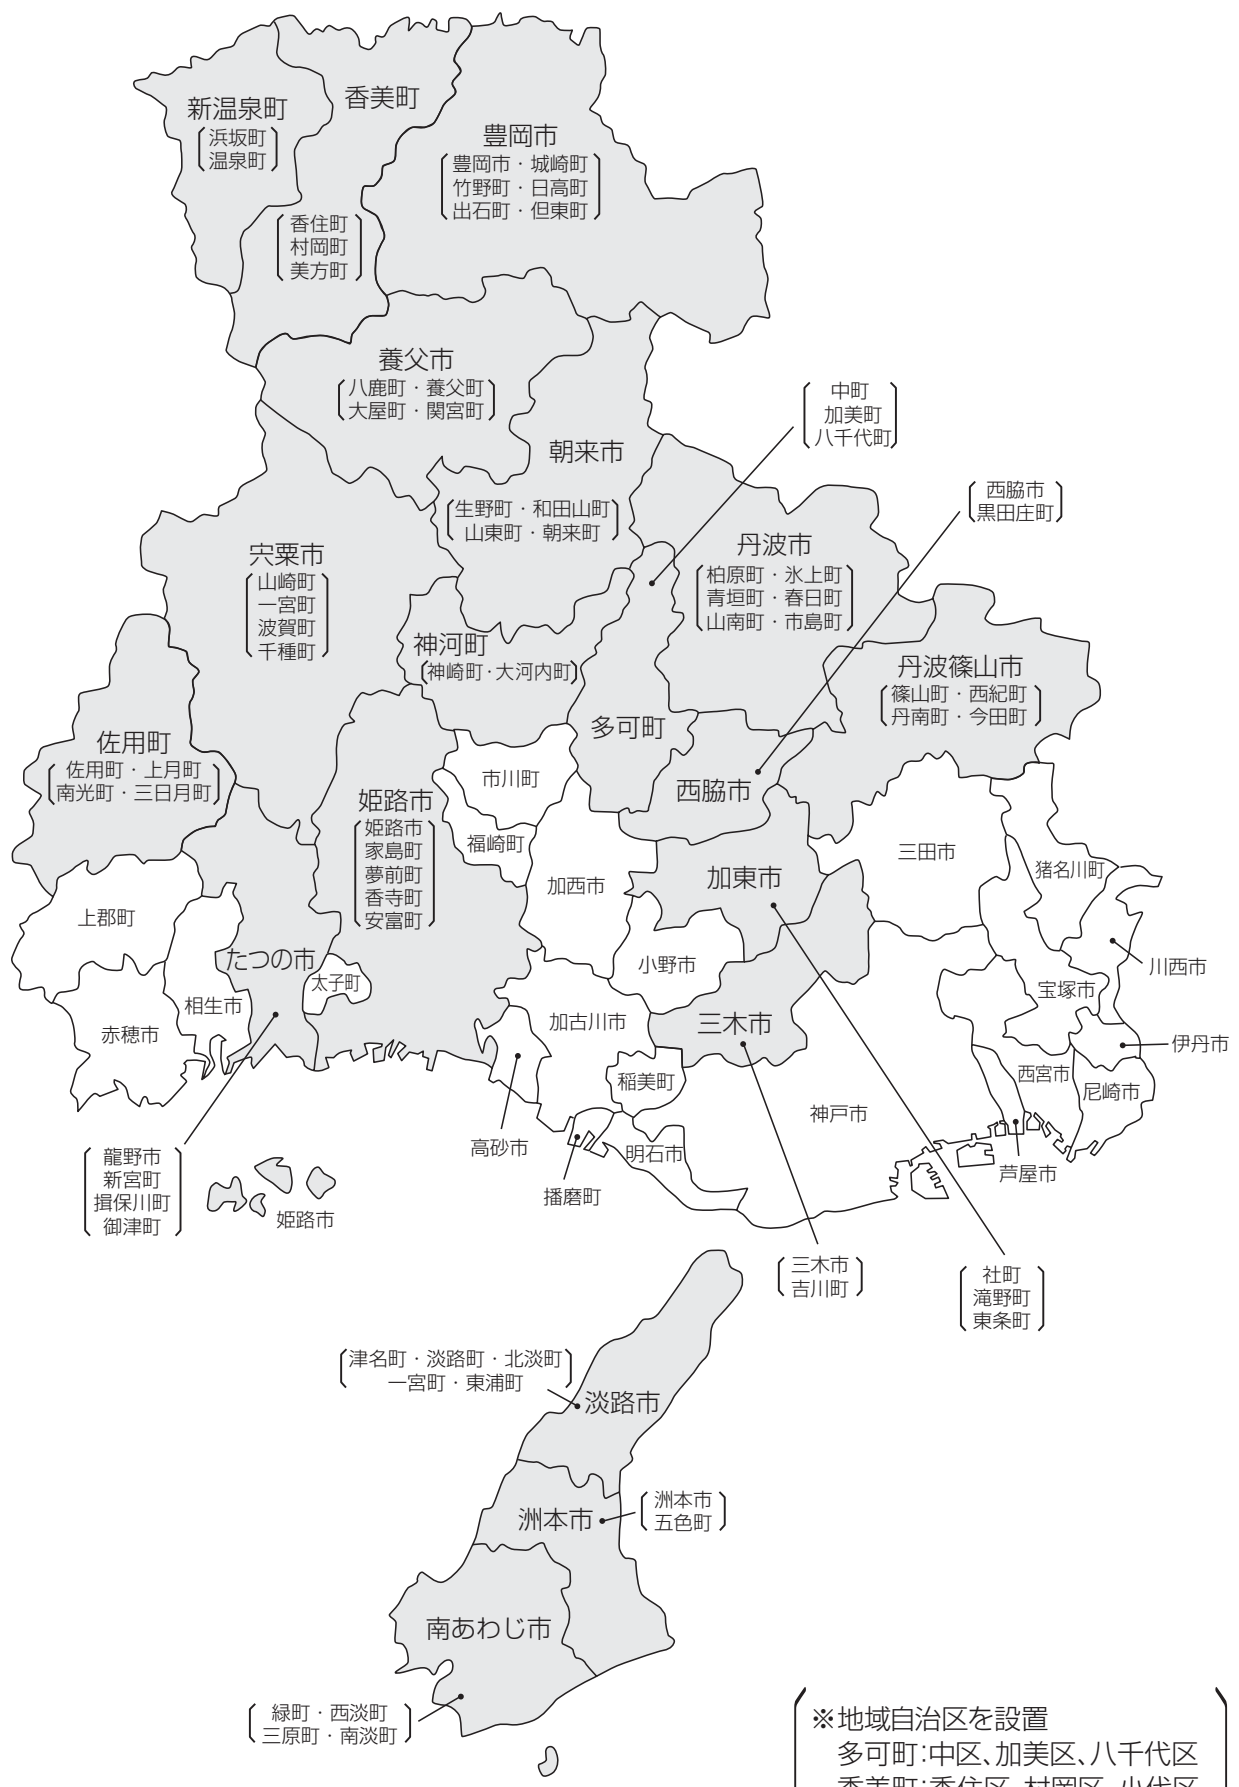 香美町
新温泉町
浜坂町
温泉町
豊岡市
豊岡市・城崎町
竹野町・日高町
出石町・但東町
香住町
村岡町
美方町
養父市
八鹿町・養父町
大屋町・関宮町
中町
加美町
八千代町
朝来市
生野町・和田山町
山東町・朝来町
西脇市
黒田庄町
宍粟市
山崎町
一宮町
波賀町
千種町
丹波市
柏原町・氷上町
青垣町・春日町
山南町・市島町
神河町
神崎町・大河内町
丹波篠山市
篠山町・西紀町
丹南町・今田町
多可町
佐用町
佐用町・上月町
南光町・三日月町
市川町
西脇市
姫路市
姫路市
家島町
夢前町
香寺町
安富町
福崎町
三田市
猪名川町
加西市
加東市
上郡町
たつの市
太子町
小野市
川西市
宝塚市
相生市
赤穂市
加古川市
三木市
伊丹市
西宮市
尼崎市
稲美町
神戸市
高砂市
明石市
芦屋市
播磨町
龍野市
新宮町
揖保川町
御津町
姫路市
三木市
吉川町
社町
滝野町
東条町
津名町・淡路町・北淡町
一宮町・東浦町
淡路市
洲本市
洲本市
五色町
南あわじ市
緑町・西淡町
三原町・南淡町
※地域自治区を設置
多可町:中区、加美区、八千代区
香美町:香住区、村岡区、小代区